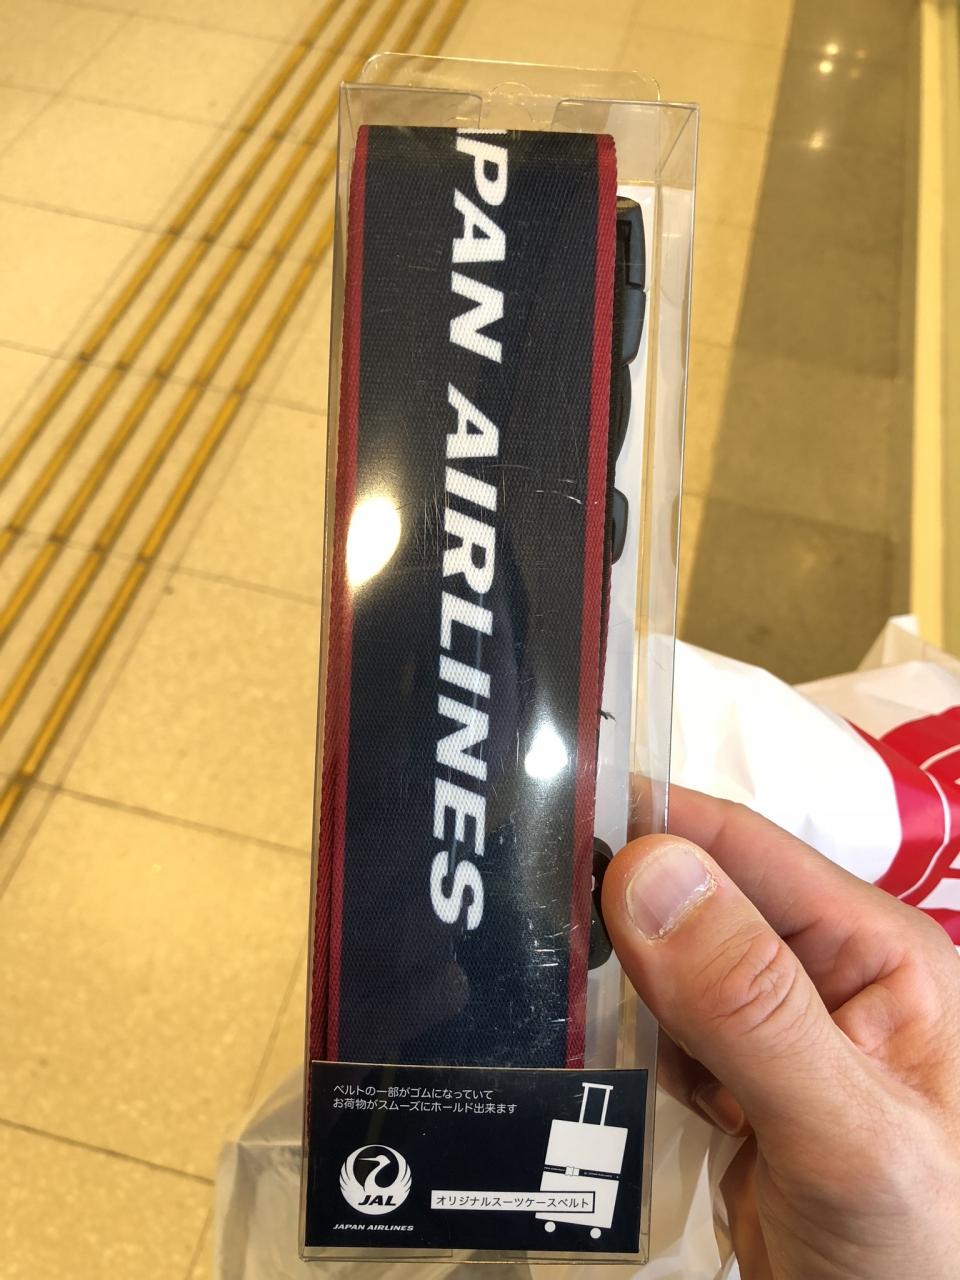 APAN AIRLINES
ベルトの一部がゴムになっていて
お荷物がスムーズにホールド出来ます
JAL
JAPAN AIRLINES
オリジナルスーツケースベルト